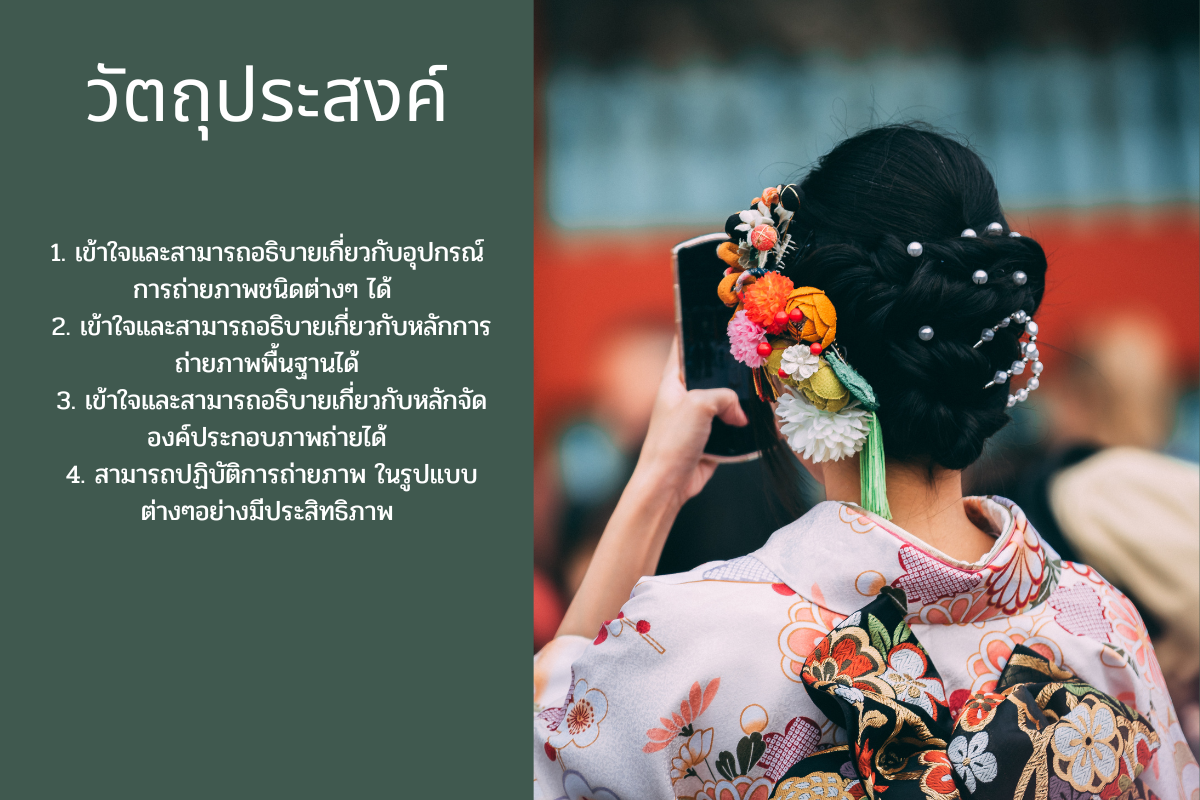 วัตถุประสงค์
1. เข้าใจและสามารถอธิบายเกี่ยวกับอุปกรณ์
การถ่ายภาพชนิดต่างๆ ได้
2. เข้าใจและสามารถอธิบายเกี่ยวกับหลักการ
ถ่ายภาพพื้นฐานได้
3. เข้าใจและสามารถอธิบายเกี่ยวกับหลักจัด
องค์ประกอบภาพถ่ายได้
4. สามารถปฏิบัติการถ่ายภาพ ในรูปแบบ
ต่างๆอย่างมีประสิทธิภาพ